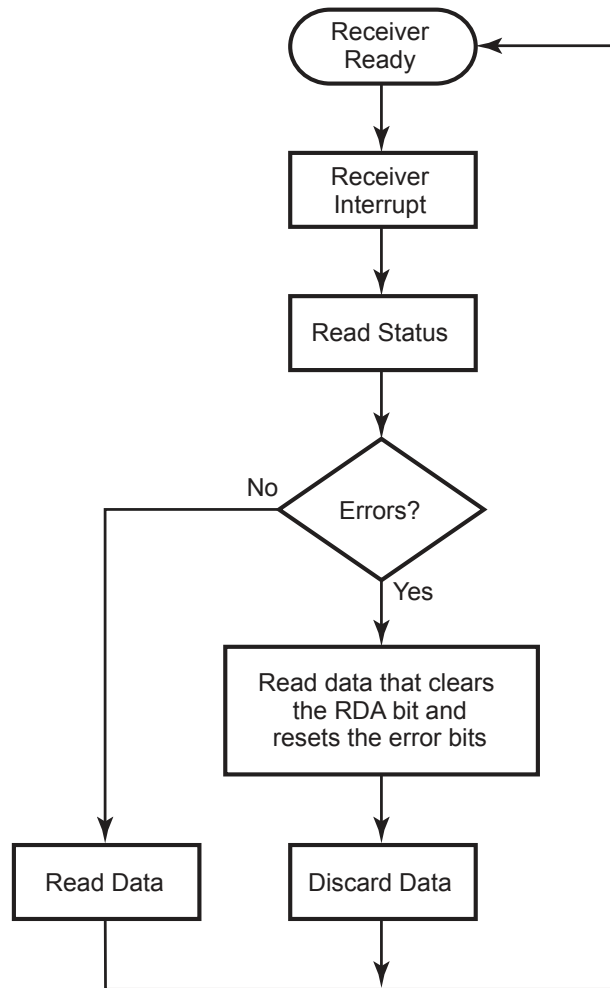 Receiver
Ready
Receiver
Interrupt
Read Status
Errors?
No
Yes
Read data that clears
the RDA bit and
resets the error bits
Read Data
Discard Data